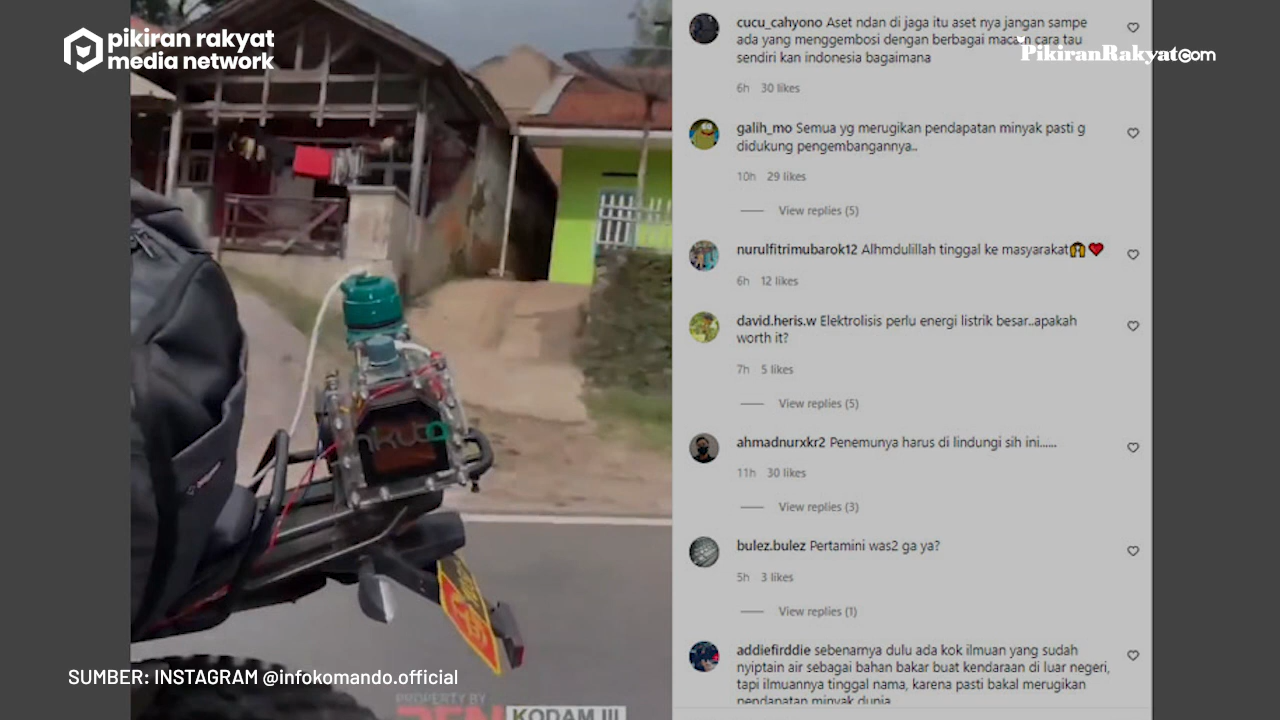 pikiran rakyat
media network
PikiranRakyat.com
cucu_cahyono Aset ndan di jaga itu aset nya jangan sampe
ada yang menggembosi dengan berbagai macam cara tau
sendiri kan indonesia bagaimana
6h 30 likes
galih_mo Semua yg merugikan pendapatan minyak pasti g
didukung pengembangannya..
10h 29 likes
View replies (5)
nurulfitrimubarok12 Alhmdulillah tinggal ke masyarakat🙌❤️
6h 12 likes
david.heris.w Elektrolisis perlu energi listrik besar..apakah
worth it?
7h 5 likes
View replies (5)
ahmadnurxkr2 Penemunya harus di lindungi sih ini......
11h 30 likes
View replies (3)
bulez.bulez Pertamini was2 ga ya?
5h 3 likes
View replies (1)
addiefirddie sebenarnya dulu ada kok ilmuan yang sudah
nyiptain air sebagai bahan bakar buat kendaraan di luar negeri,
tapi ilmuannya tinggal nama, karena pasti bakal merugikan
pendapatan minyak dunia
SUMBER: INSTAGRAM @infokomando.official
PROPERTY BY
PEN KODAM III